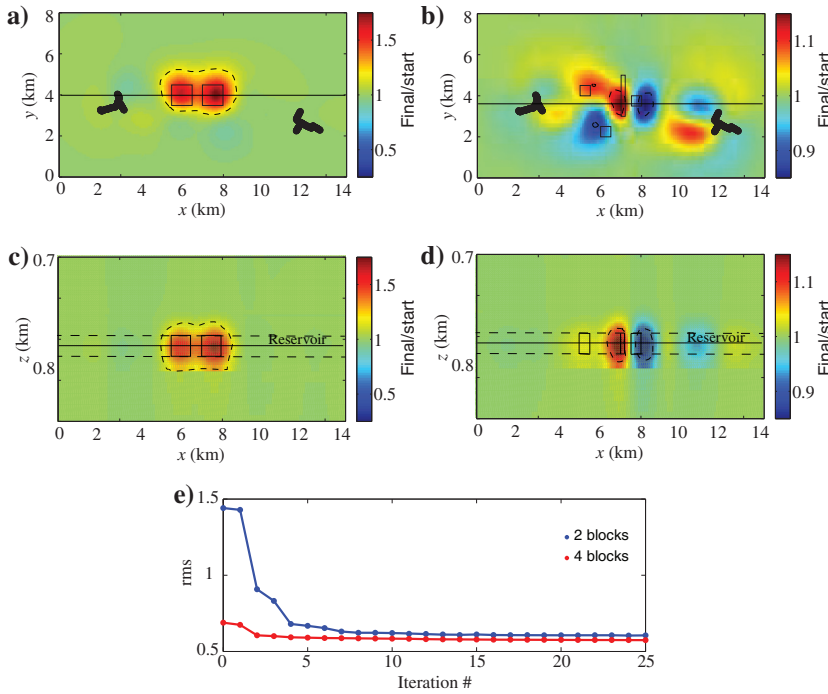 a)
8
6
4
2
0
y (km)
0 2 4 6 8 10 12 14
x (km)
1.5
1
0.5
Final/start
b)
8
6
4
2
0
y (km)
0 2 4 6 8 10 12 14
x (km)
1.1
1
0.9
Final/start
c)
0.7
0.8
z (km)
Reservoir
0 2 4 6 8 10 12 14
x (km)
1.5
1
0.5
Final/start
d)
0.7
0.8
z (km)
Reservoir
0 2 4 6 8 10 12 14
x (km)
1.1
1
0.9
Final/start
e)
1.5
1
0.5
rms
2 blocks
4 blocks
0 5 10 15 20 25
Iteration #